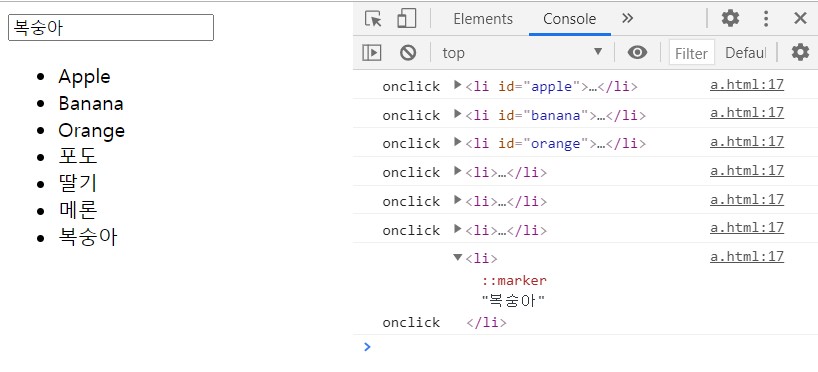 복숭아
Apple
Banana
Orange
포도
딸기
메론
복숭아
Elements Console »
top Filter Defau
onclick ▶<li id="apple">…</li> a.html:17
onclick ▶<li id="banana">…</li> a.html:17
onclick ▶<li id="orange">…</li> a.html:17
onclick ▶<li>…</li> a.html:17
onclick ▶<li>…</li> a.html:17
onclick ▶<li>…</li> a.html:17
▼<li> a.html:17
::marker
"복숭아"
onclick </li>
>